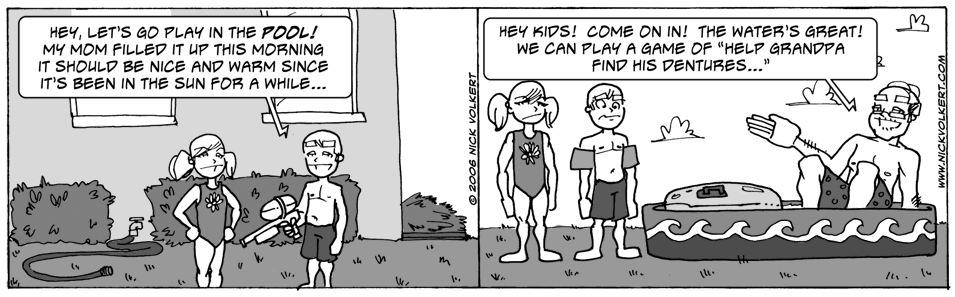 HEY, LET'S GO PLAY IN THE POOL!
MY MOM FILLED IT UP THIS MORNING
IT SHOULD BE NICE AND WARM SINCE
IT'S BEEN IN THE SUN FOR A WHILE...
© 2006 NICK VOLKERT
HEY KIDS! COME ON IN! THE WATER'S GREAT!
WE CAN PLAY A GAME OF "HELP GRANDPA
FIND HIS DENTURES..."
WWW.NICKVOLKERT.COM